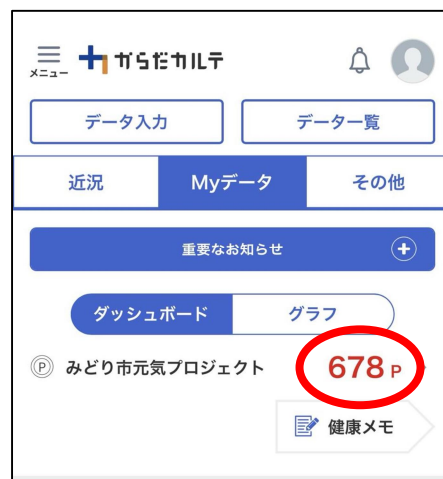 メニュー
からだカルテ
データ入力 データ一覧
近況 Myデータ その他
重要なお知らせ
ダッシュボード グラフ
P みどり市元気プロジェクト 678 P
健康メモ